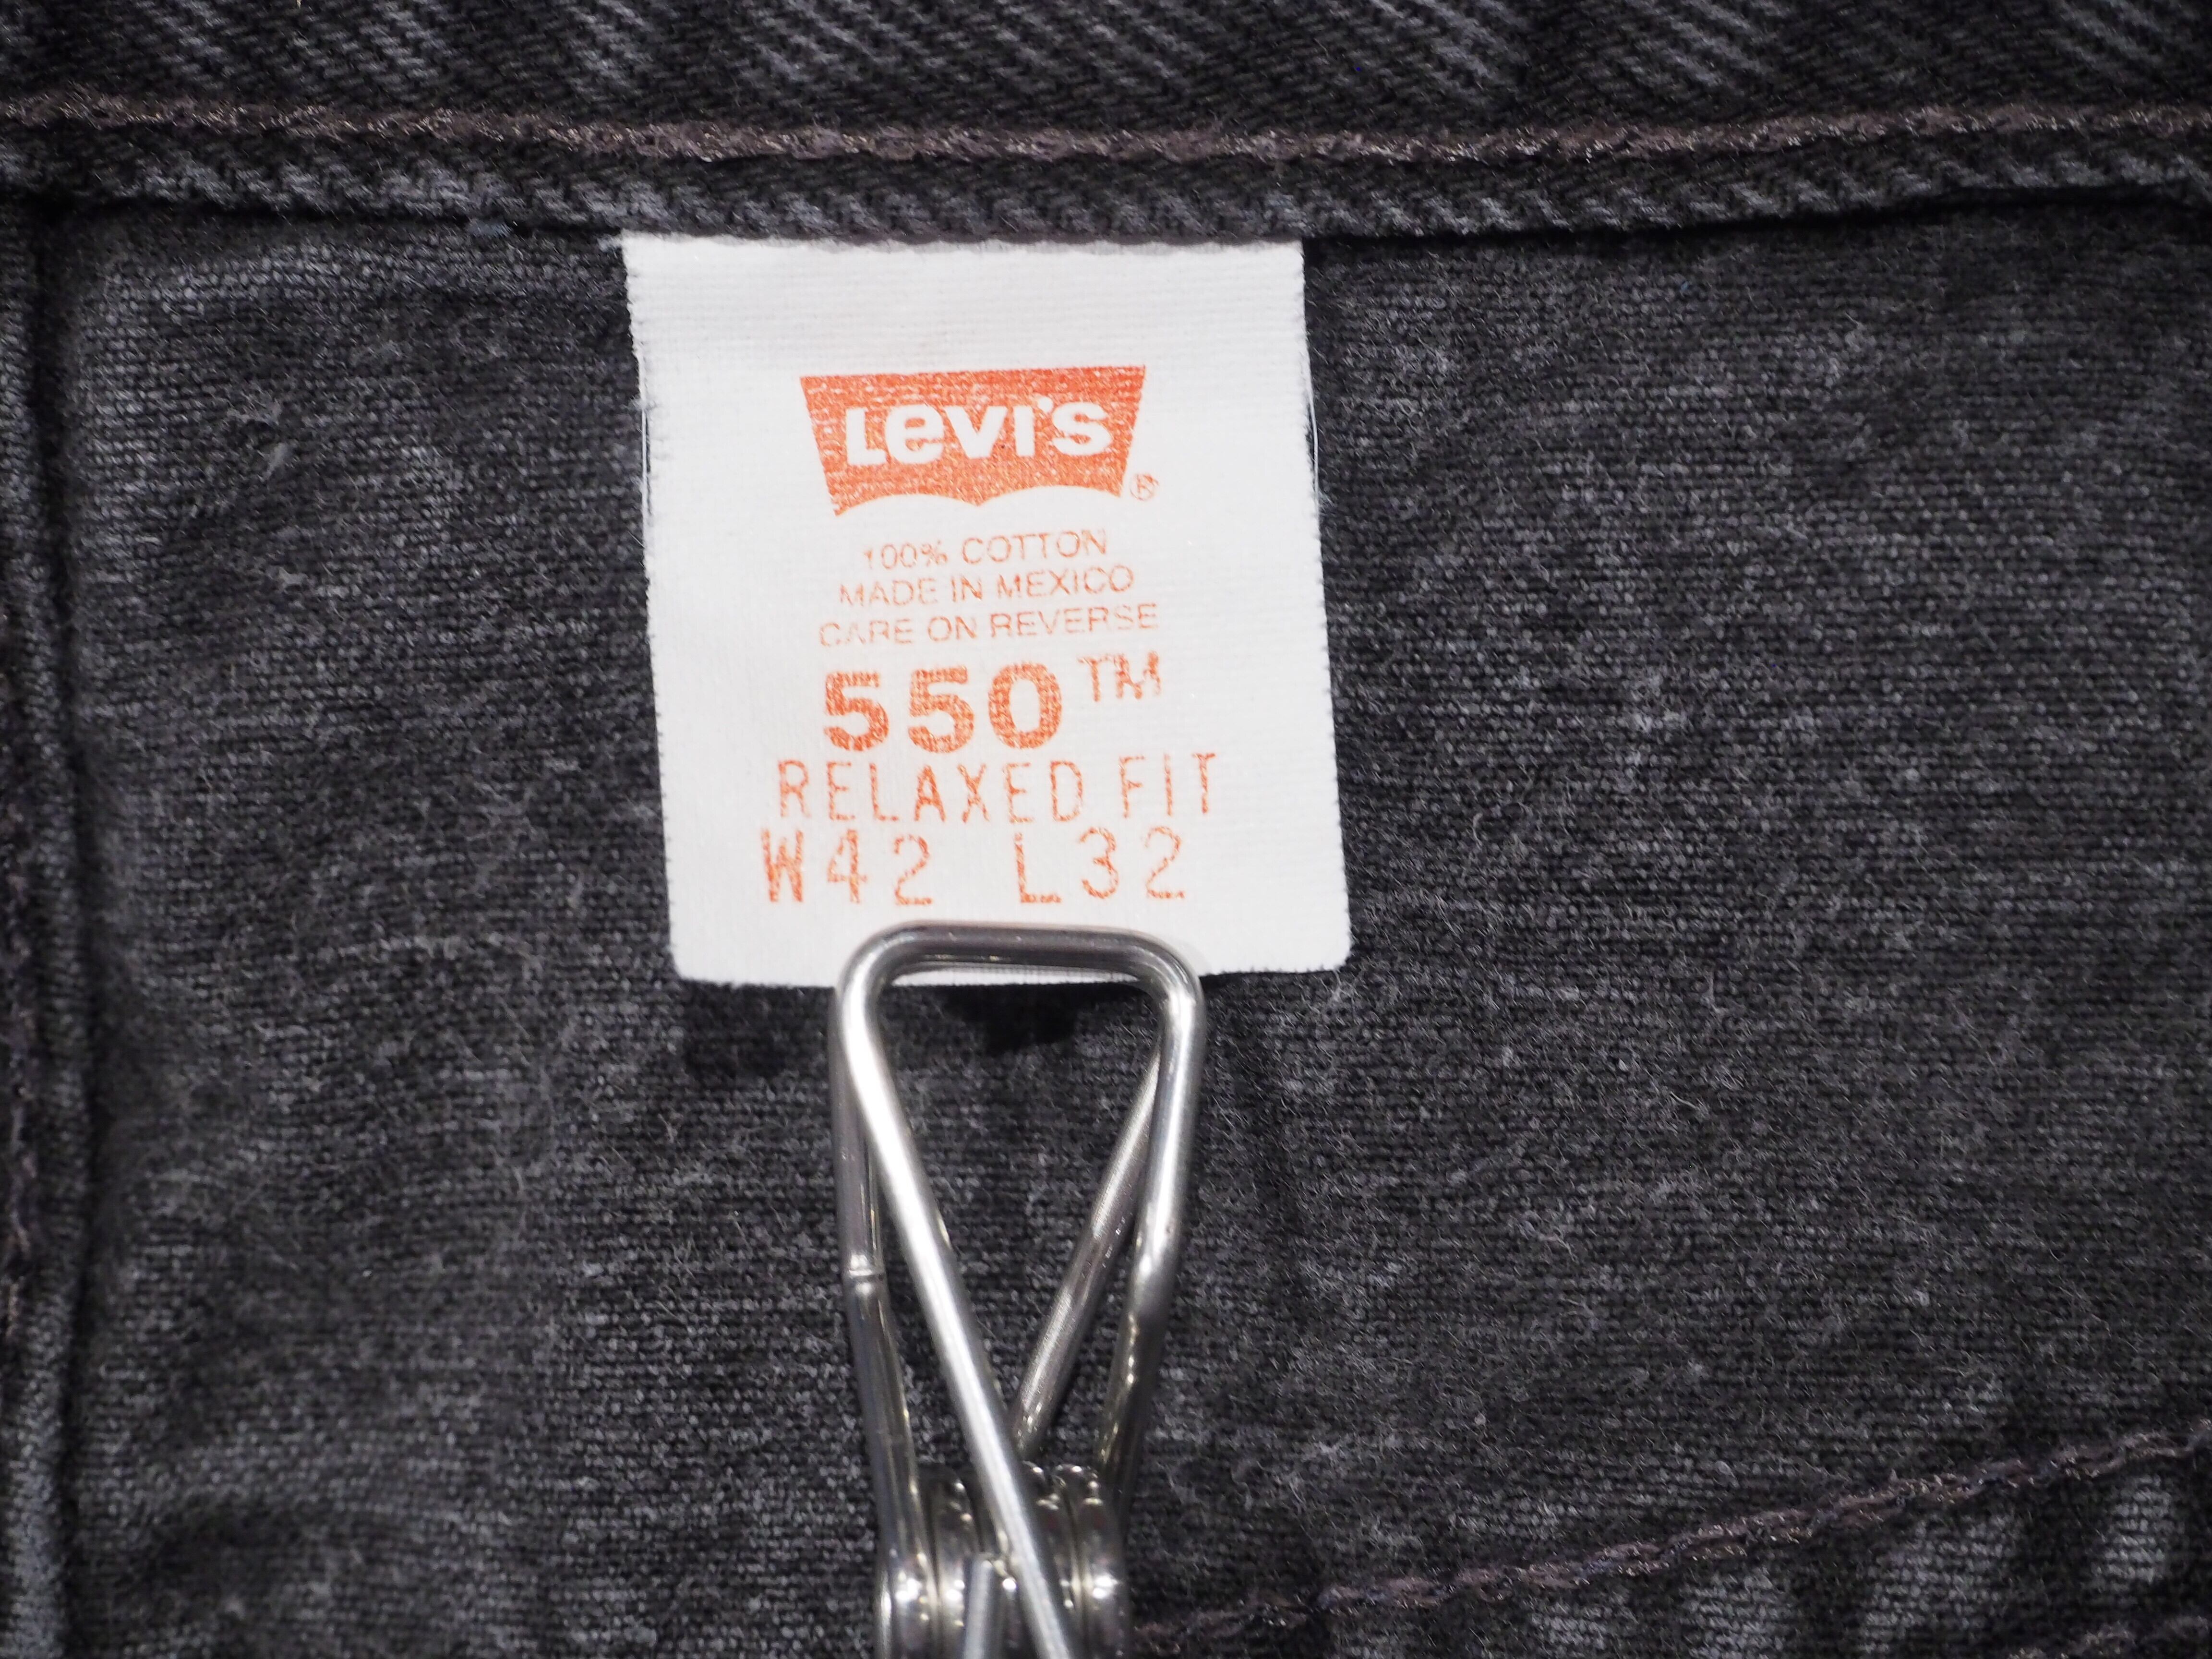 Levi's ®
100% COTTON
MADE IN MEXICO
CARE ON REVERSE
550™
RELAXED FIT
W42 L32